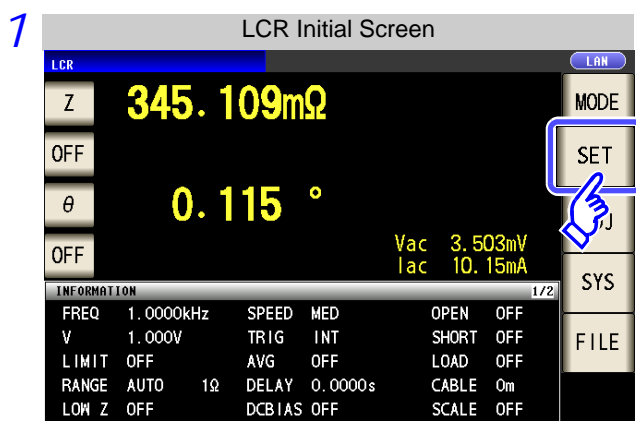 1
LCR Initial Screen
LCR
LAN
Z
345.109mΩ
MODE
OFF
SET
θ
0.115 °
J
OFF
Vac 3.503mV
Iac 10.15mA
SYS
INFORMATION
1/2
FREQ 1.0000kHz SPEED MED OPEN OFF
V 1.000V TRIG INT SHORT OFF
FILE
LIMIT OFF AVG OFF LOAD OFF
RANGE AUTO 1Ω DELAY 0.0000s CABLE 0m
LOW Z OFF DCBIAS OFF SCALE OFF